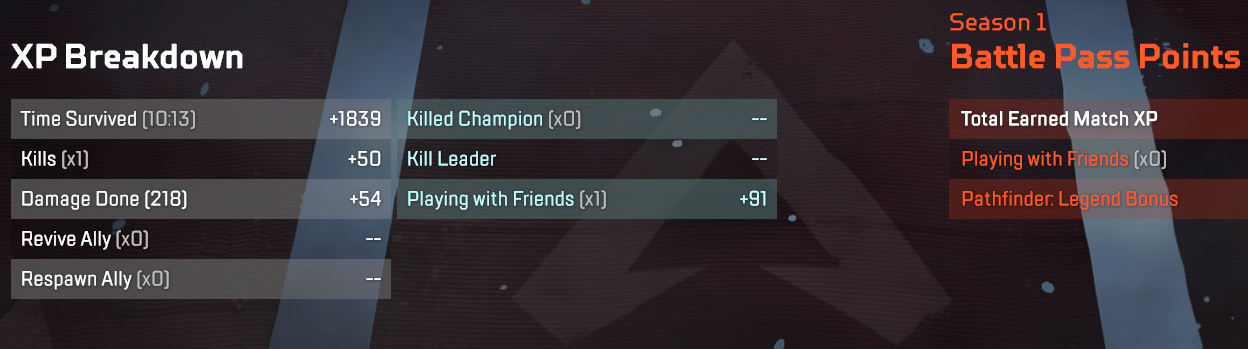 XP Breakdown
Time Survived (10:13) +1839
Kills (x1) +50
Damage Done (218) +54
Revive Ally (x0) --
Respawn Ally (x0) --
Killed Champion (x0) --
Kill Leader --
Playing with Friends (x1) +91
Season 1
Battle Pass Points
Total Earned Match XP
Playing with Friends (x0)
Pathfinder: Legend Bonus